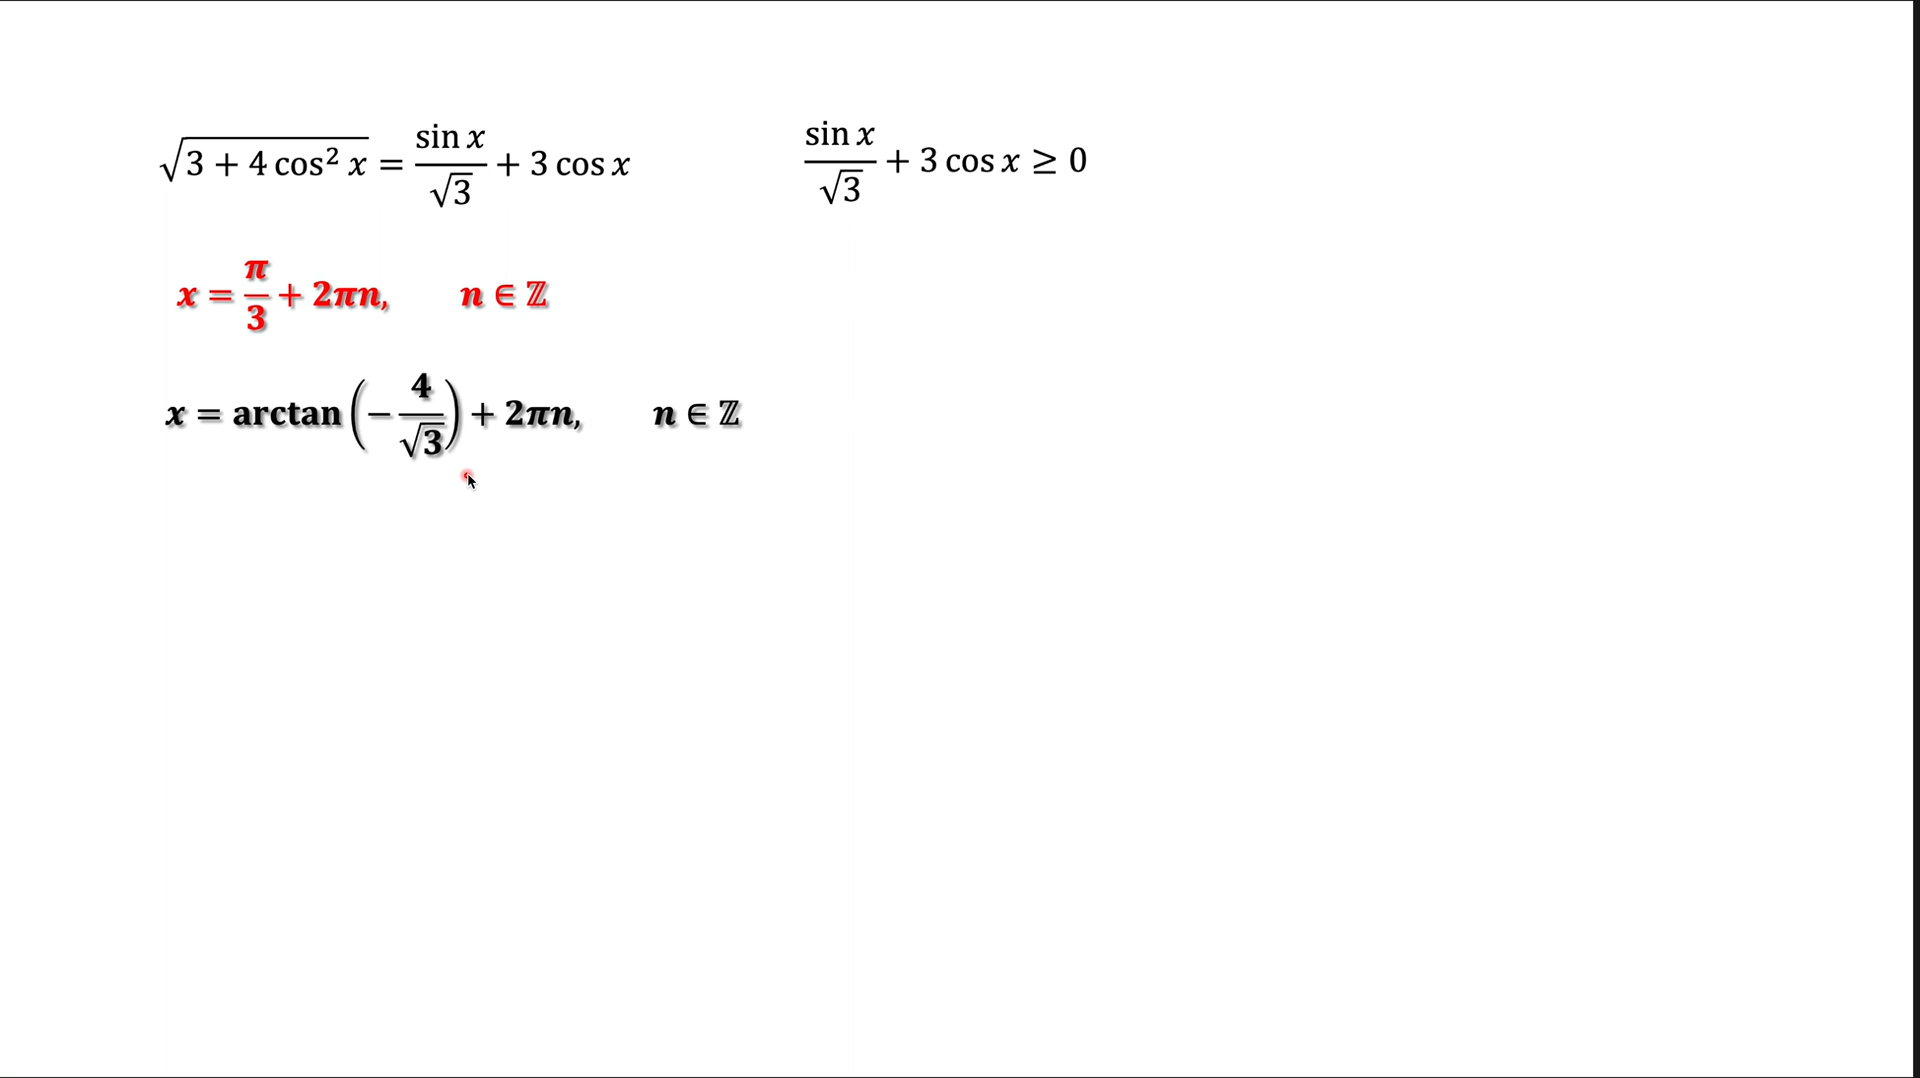 √(3 + 4 cos² x) = sin x/√3 + 3 cos x
sin x/√3 + 3 cos x ≥ 0
x = π/3 + 2πn, n ∈ ℤ
x = arctan(−4/√3) + 2πn, n ∈ ℤ